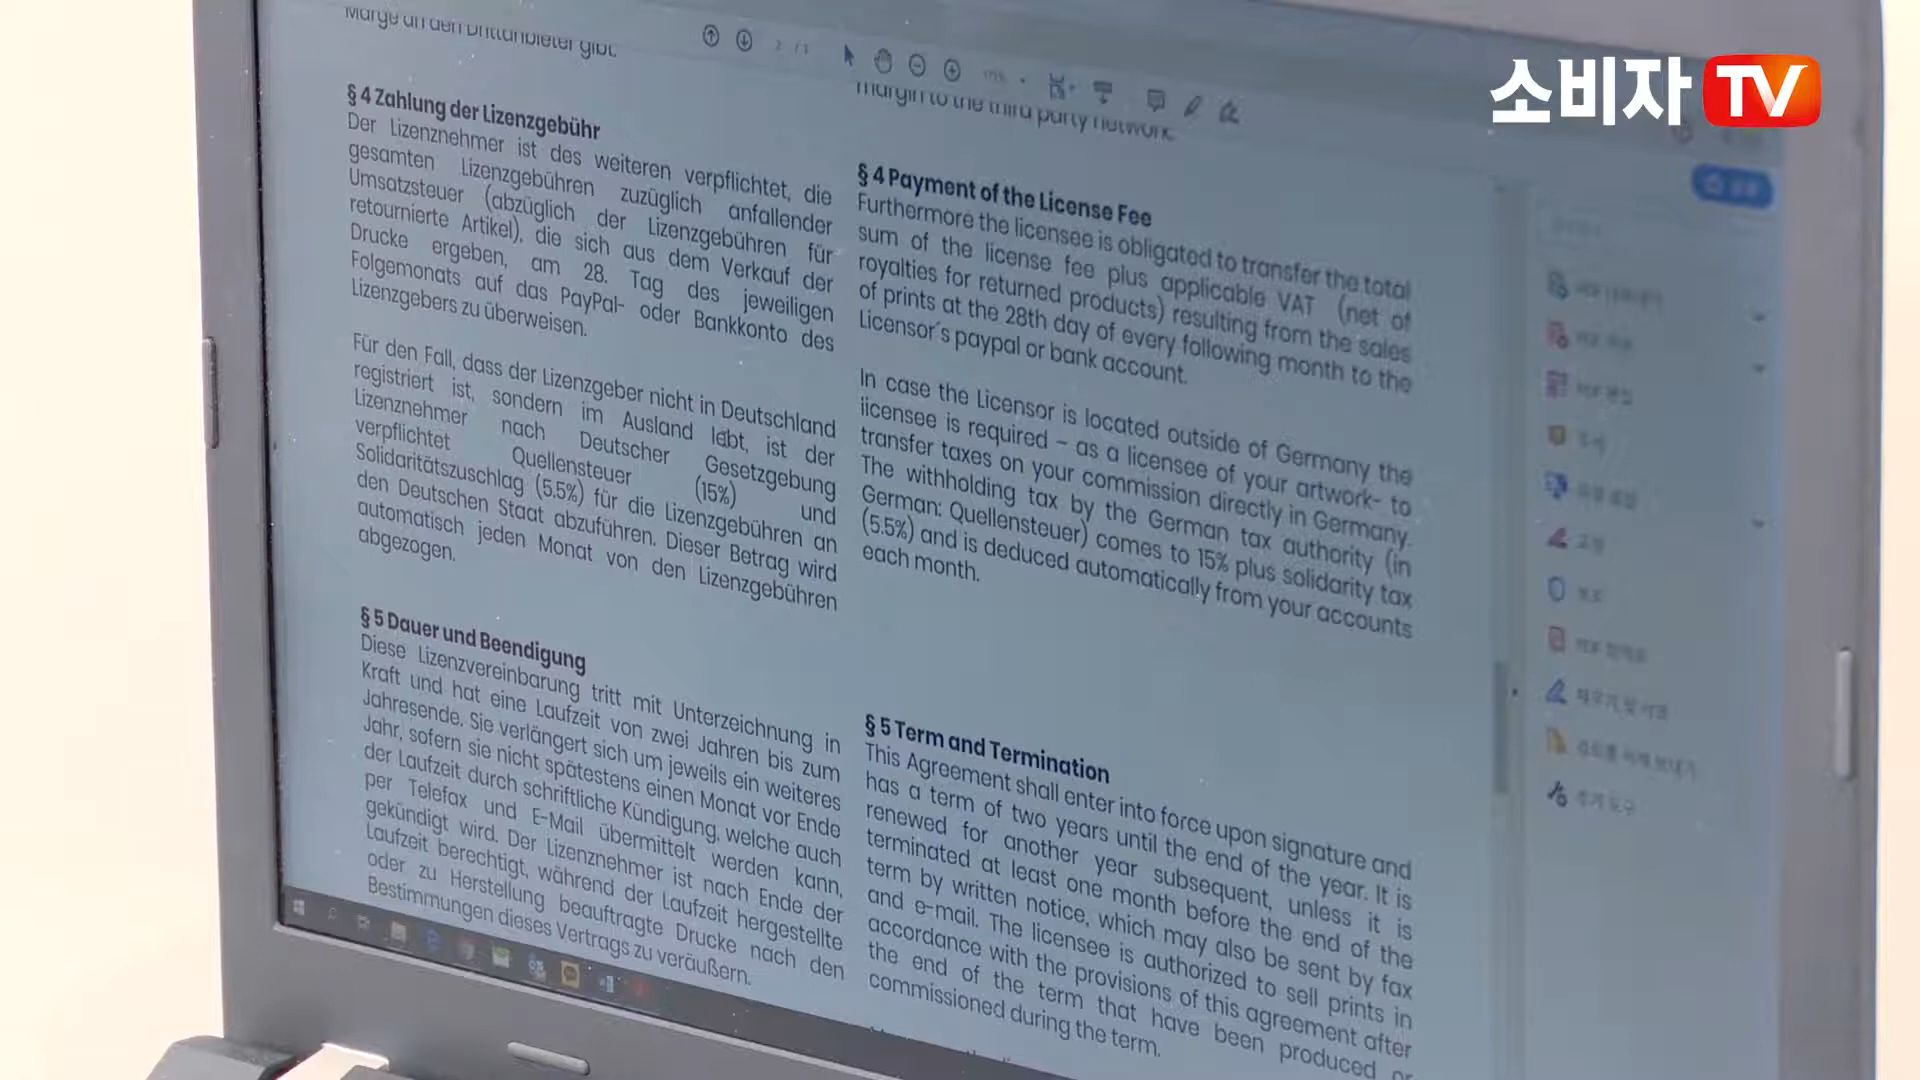 소비자 TV
Marge an den Drittanbieter gibt.
§ 4 Zahlung der Lizenzgebühr
Der Lizenznehmer ist des weiteren verpflichtet, die
gesamten Lizenzgebühren zuzüglich anfallender
Umsatzsteuer (abzüglich der Lizenzgebühren für
retournierte Artikel), die sich aus dem Verkauf der
Drucke ergeben, am 28. Tag des jeweiligen
Folgemonats auf das PayPal- oder Bankkonto des
Lizenzgebers zu überweisen.
Für den Fall, dass der Lizenzgeber nicht in Deutschland
registriert ist, sondern im Ausland lebt, ist der
Lizenznehmer nach Deutscher Gesetzgebung
verpflichtet Quellensteuer (15%) und
Solidaritätszuschlag (5.5%) für die Lizenzgebühren an
den Deutschen Staat abzuführen. Dieser Betrag wird
automatisch jeden Monat von den Lizenzgebühren
abgezogen.
§ 5 Dauer und Beendigung
Diese Lizenzvereinbarung tritt mit Unterzeichnung in
Kraft und hat eine Laufzeit von zwei Jahren bis zum
Jahresende. Sie verlängert sich um jeweils ein weiteres
Jahr, sofern sie nicht spätestens einen Monat vor Ende
der Laufzeit durch schriftliche Kündigung, welche auch
per Telefax und E-Mail übermittelt werden kann,
gekündigt wird. Der Lizenznehmer ist nach Ende der
Laufzeit berechtigt, während der Laufzeit hergestellte
oder zu Herstellung beauftragte Drucke nach den
Bestimmungen dieses Vertrags zu veräußern.
margin to the third party network.
§ 4 Payment of the License Fee
Furthermore the licensee is obligated to transfer the total
sum of the license fee plus applicable VAT (net of
royalties for returned products) resulting from the sales
of prints at the 28th day of every following month to the
Licensor´s paypal or bank account.
In case the Licensor is located outside of Germany the
licensee is required – as a licensee of your artwork- to
transfer taxes on your commission directly in Germany.
The withholding tax by the German tax authority (in
German: Quellensteuer) comes to 15% plus solidarity tax
(5.5%) and is deducted automatically from your accounts
each month.
§ 5 Term and Termination
This Agreement shall enter into force upon signature and
has a term of two years until the end of the year. It is
renewed for another year subsequent, unless it is
terminated at least one month before the end of the
term by written notice, which may also be sent by fax
and e-mail. The licensee is authorized to sell prints in
accordance with the provisions of this agreement after
the end of the term that have been produced or
commissioned during the term.